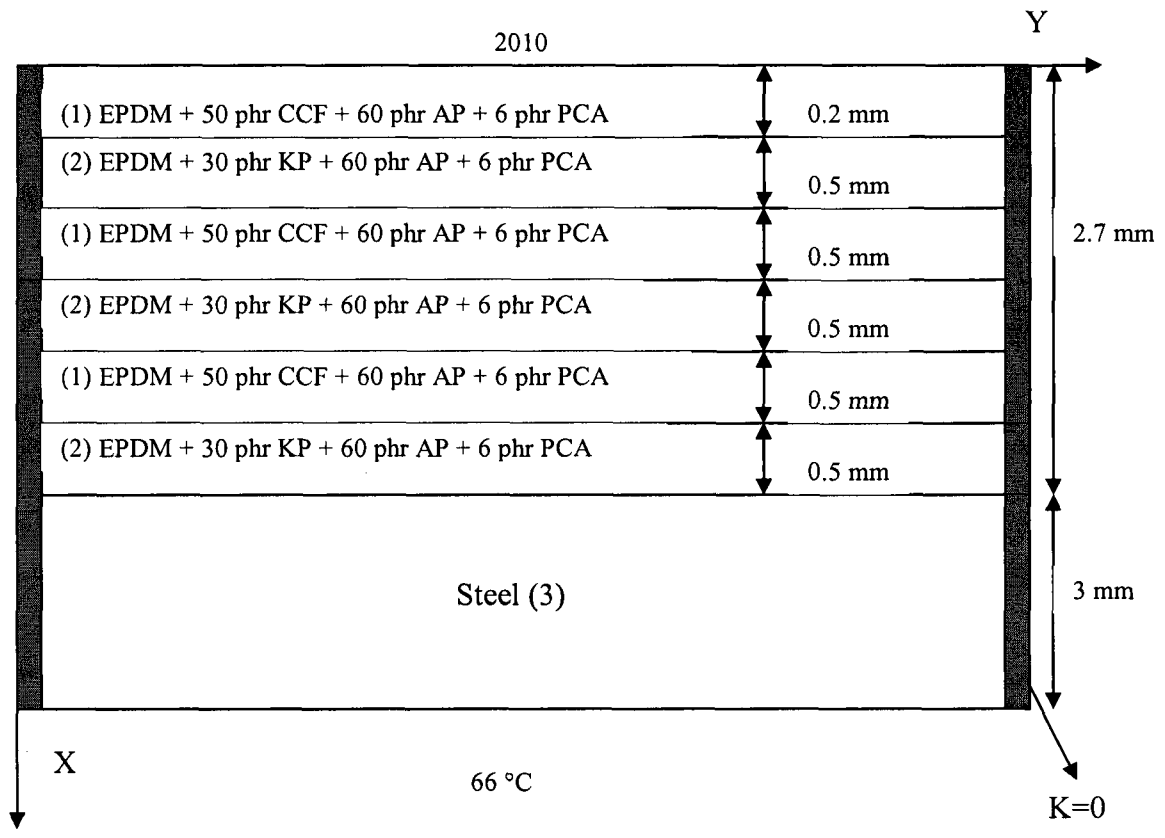 Y
2010
(1) EPDM + 50 phr CCF + 60 phr AP + 6 phr PCA
0.2 mm
(2) EPDM + 30 phr KP + 60 phr AP + 6 phr PCA
0.5 mm
(1) EPDM + 50 phr CCF + 60 phr AP + 6 phr PCA
2.7 mm
0.5 mm
(2) EPDM + 30 phr KP + 60 phr AP + 6 phr PCA
0.5 mm
(1) EPDM + 50 phr CCF + 60 phr AP + 6 phr PCA
0.5 mm
(2) EPDM + 30 phr KP + 60 phr AP + 6 phr PCA
0.5 mm
Steel (3)
3 mm
X
66 °C
K=0